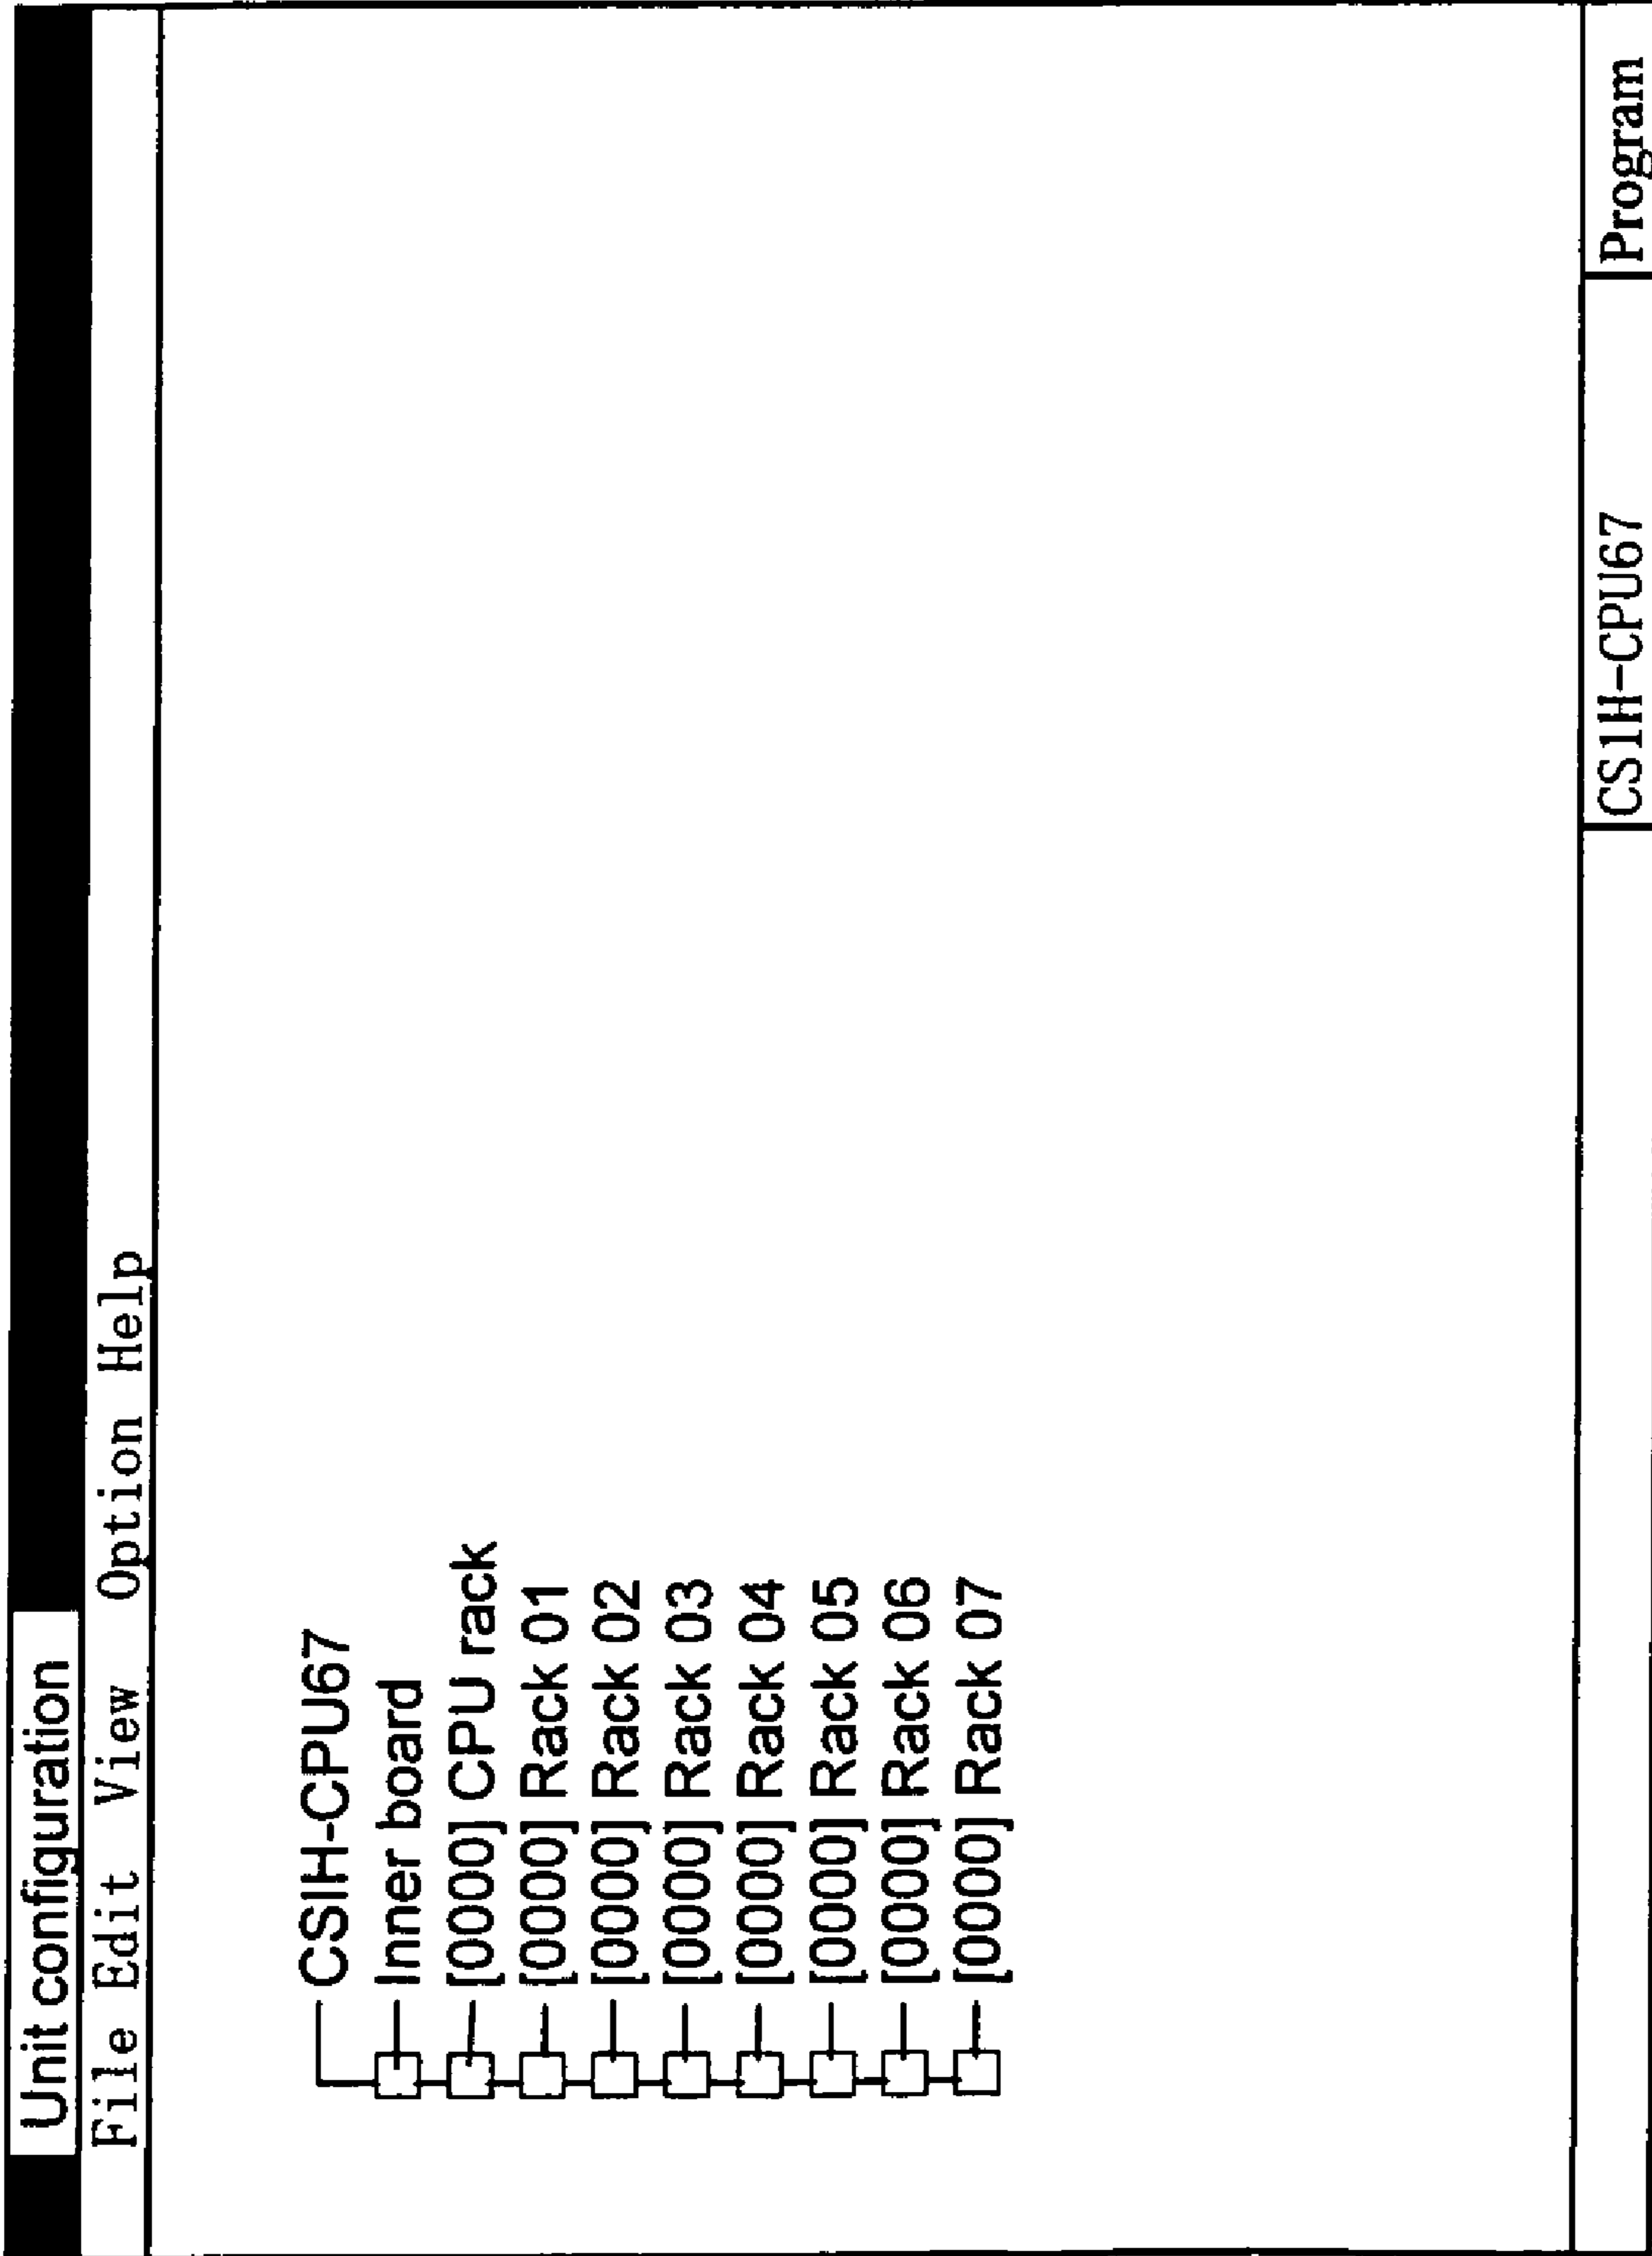 Unit configuration
File Edit View Option Help
CSIH-CPU67
Inner board
[0000] CPU rack
[0000] Rack 01
[0000] Rack 02
[0000] Rack 03
[0000] Rack 04
[0000] Rack 05
[0000] Rack 06
[0000] Rack 07
CS1H-CPU67 Program